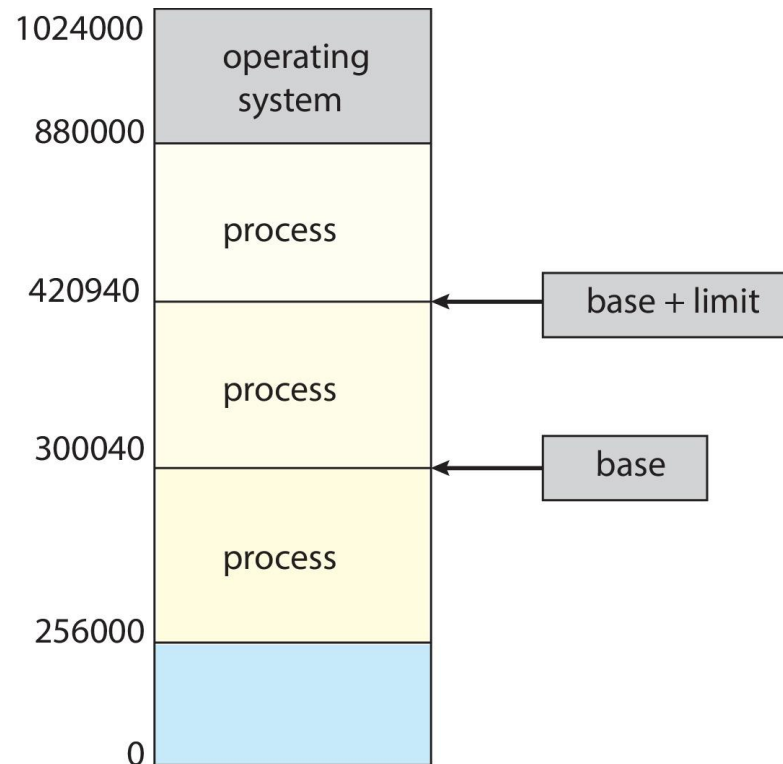 1024000
operating
system
880000
process
420940
base + limit
process
300040
base
process
256000
0